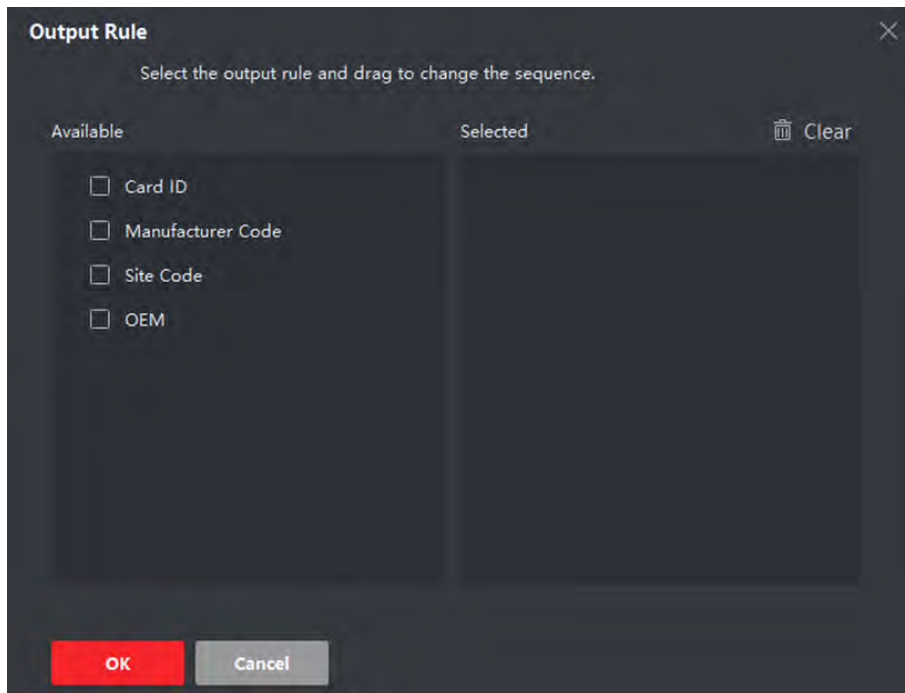 Output Rule
Select the output rule and drag to change the sequence.
Available
Selected
Clear
Card ID
Manufacturer Code
Site Code
OEM
OK
Cancel